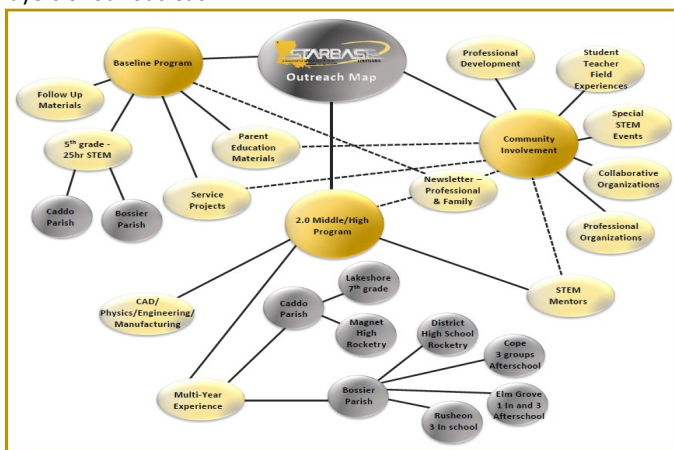 STARBASE
LOUISIANA
Outreach Map
Baseline Program
Follow Up
Materials
5th grade -
25hr STEM
Caddo
Parish
Bossier
Parish
Parent
Education
Materials
Service
Projects
Professional
Development
Student
Teacher
Field
Experiences
Community
Involvement
Special
STEM
Events
Collaborative
Organizations
Professional
Organizations
Newsletter –
Professional
& Family
2.0 Middle/High
Program
STEM
Mentors
CAD/
Physics/Engineering/
Manufacturing
Caddo
Parish
Lakeshore
7th grade
Magnet
High
Rocketry
Multi-Year
Experience
Bossier
Parish
District
High School
Rocketry
Cope
3 groups
Afterschool
Elm Grove
1 In and 3
Afterschool
Rusheon
3 In school